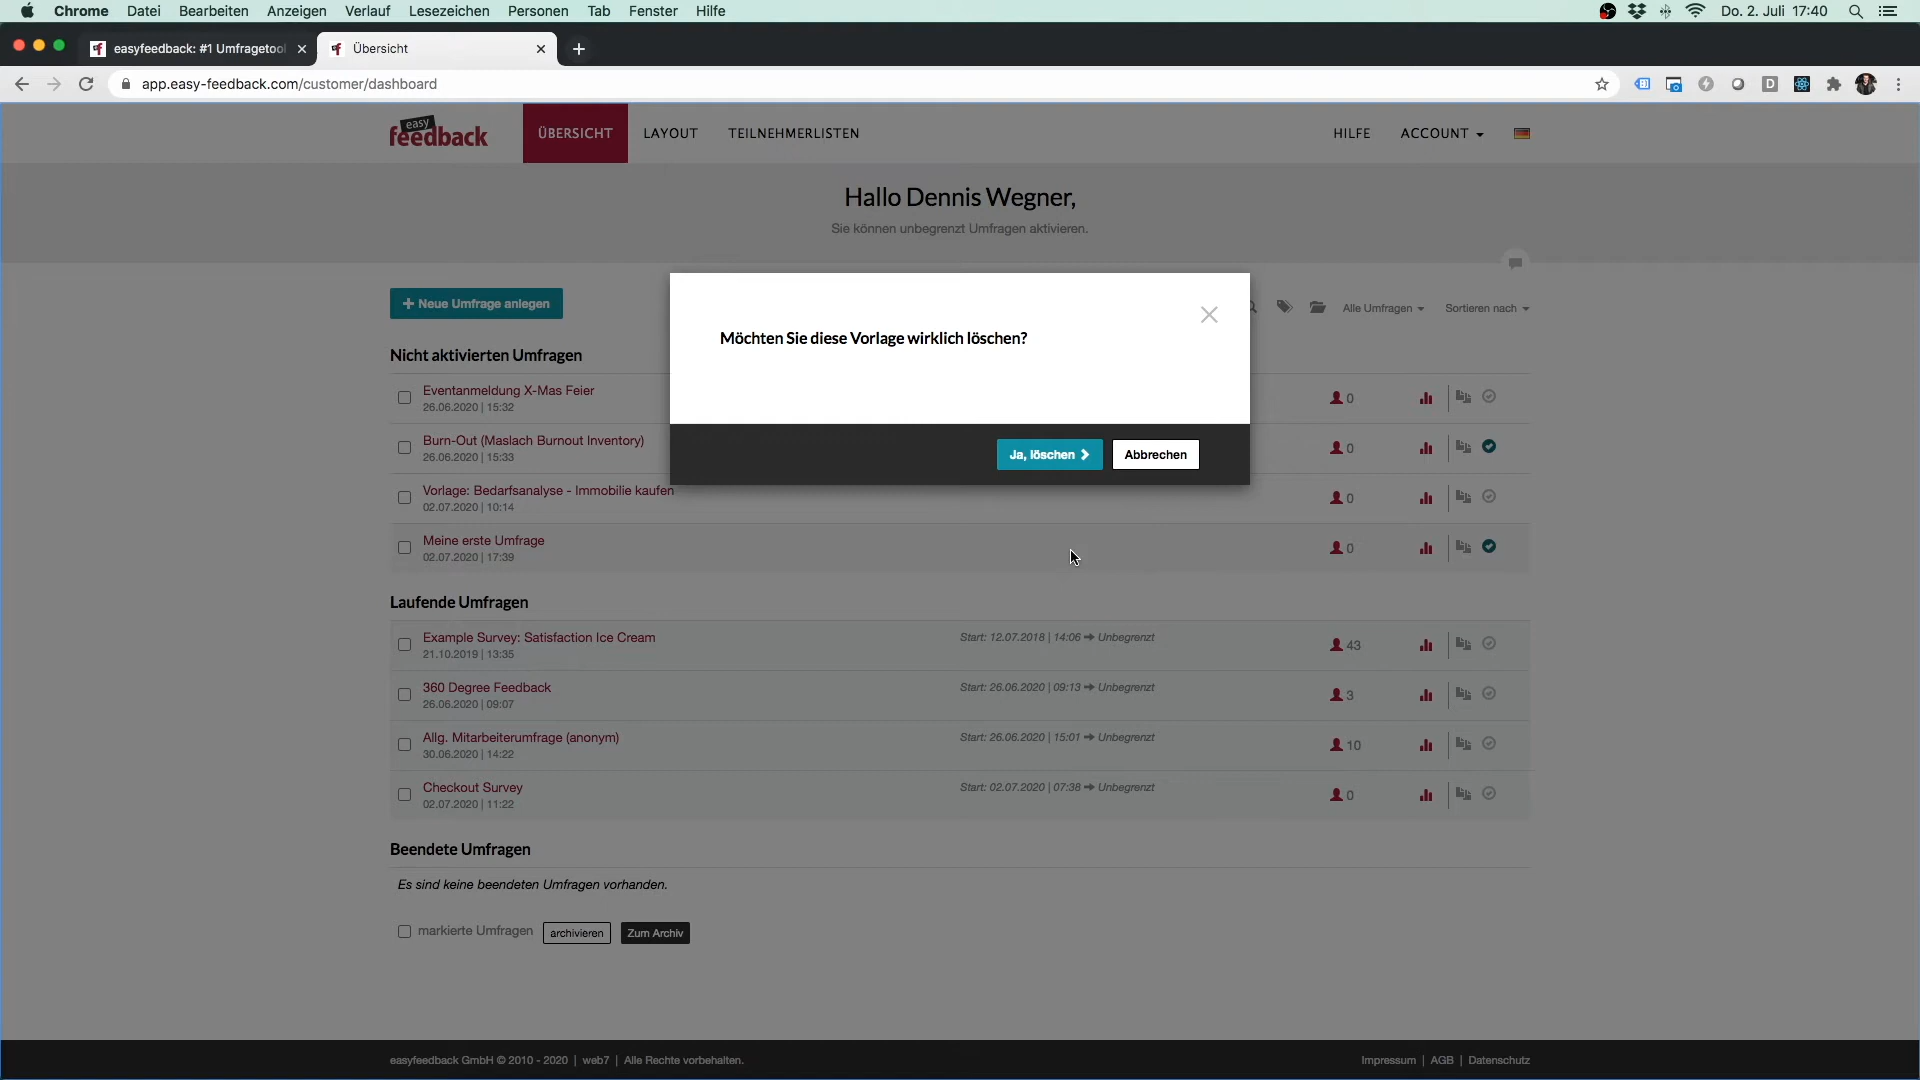 Chrome Datei Bearbeiten Anzeigen Verlauf Lesezeichen Personen Tab Fenster Hilfe Do. 2. Juli 17:40
easyfeedback: #1 Umfragetool Übersicht
app.easy-feedback.com/customer/dashboard
easy
feedback
ÜBERSICHT LAYOUT TEILNEHMERLISTEN HILFE ACCOUNT
Hallo Dennis Wegner,
Sie können unbegrenzt Umfragen aktivieren.
Neue Umfrage anlegen Alle Umfragen Sortieren nach
Möchten Sie diese Vorlage wirklich löschen?
Ja, löschen Abbrechen
Nicht aktivierten Umfragen
Eventanmeldung X-Mas Feier 0
26.06.2020 | 15:32
Burn-Out (Maslach Burnout Inventory) 0
26.06.2020 | 15:33
Vorlage: Bedarfsanalyse - Immobilie kaufen 0
02.07.2020 | 10:14
Meine erste Umfrage 0
02.07.2020 | 17:39
Laufende Umfragen
Example Survey: Satisfaction Ice Cream Start: 12.07.2018 | 14:06 ➔ Unbegrenzt 43
21.10.2019 | 13:35
360 Degree Feedback Start: 26.06.2020 | 09:13 ➔ Unbegrenzt 3
26.06.2020 | 09:07
Allg. Mitarbeiterumfrage (anonym) Start: 26.06.2020 | 15:01 ➔ Unbegrenzt 10
30.06.2020 | 14:22
Checkout Survey Start: 02.07.2020 | 07:38 ➔ Unbegrenzt 0
02.07.2020 | 11:22
Beendete Umfragen
Es sind keine beendeten Umfragen vorhanden.
markierte Umfragen archivieren Zum Archiv
easyfeedback GmbH © 2010 - 2020 | web7 | Alle Rechte vorbehalten. Impressum | AGB | Datenschutz